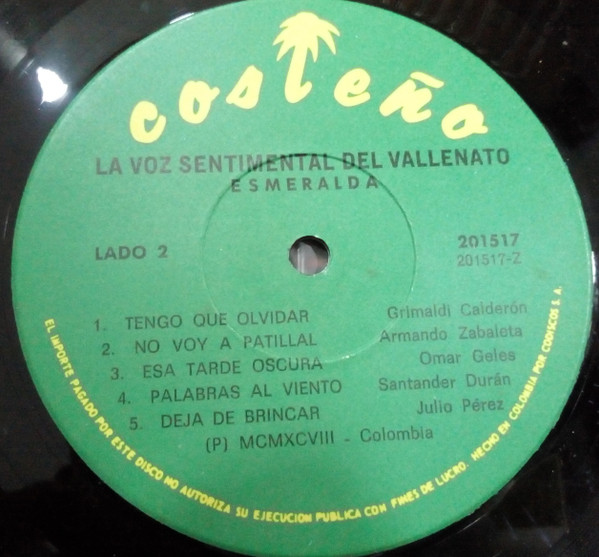 costeño
LA VOZ SENTIMENTAL DEL VALLENATO
ESMERALDA
LADO 2
201517
201517-Z
1. TENGO QUE OLVIDAR Grimaldi Calderón
2. NO VOY A PATILLAL Armando Zabaleta
3. ESA TARDE OSCURA Omar Geles
4. PALABRAS AL VIENTO Santander Durán
5. DEJA DE BRINCAR Julio Pérez
(P) MCMXCVIII - Colombia
EL IMPORTE PAGADO POR ESTE DISCO NO AUTORIZA SU EJECUCION PUBLICA CON FINES DE LUCRO. HECHO EN COLOMBIA POR CODISCOS S. A.